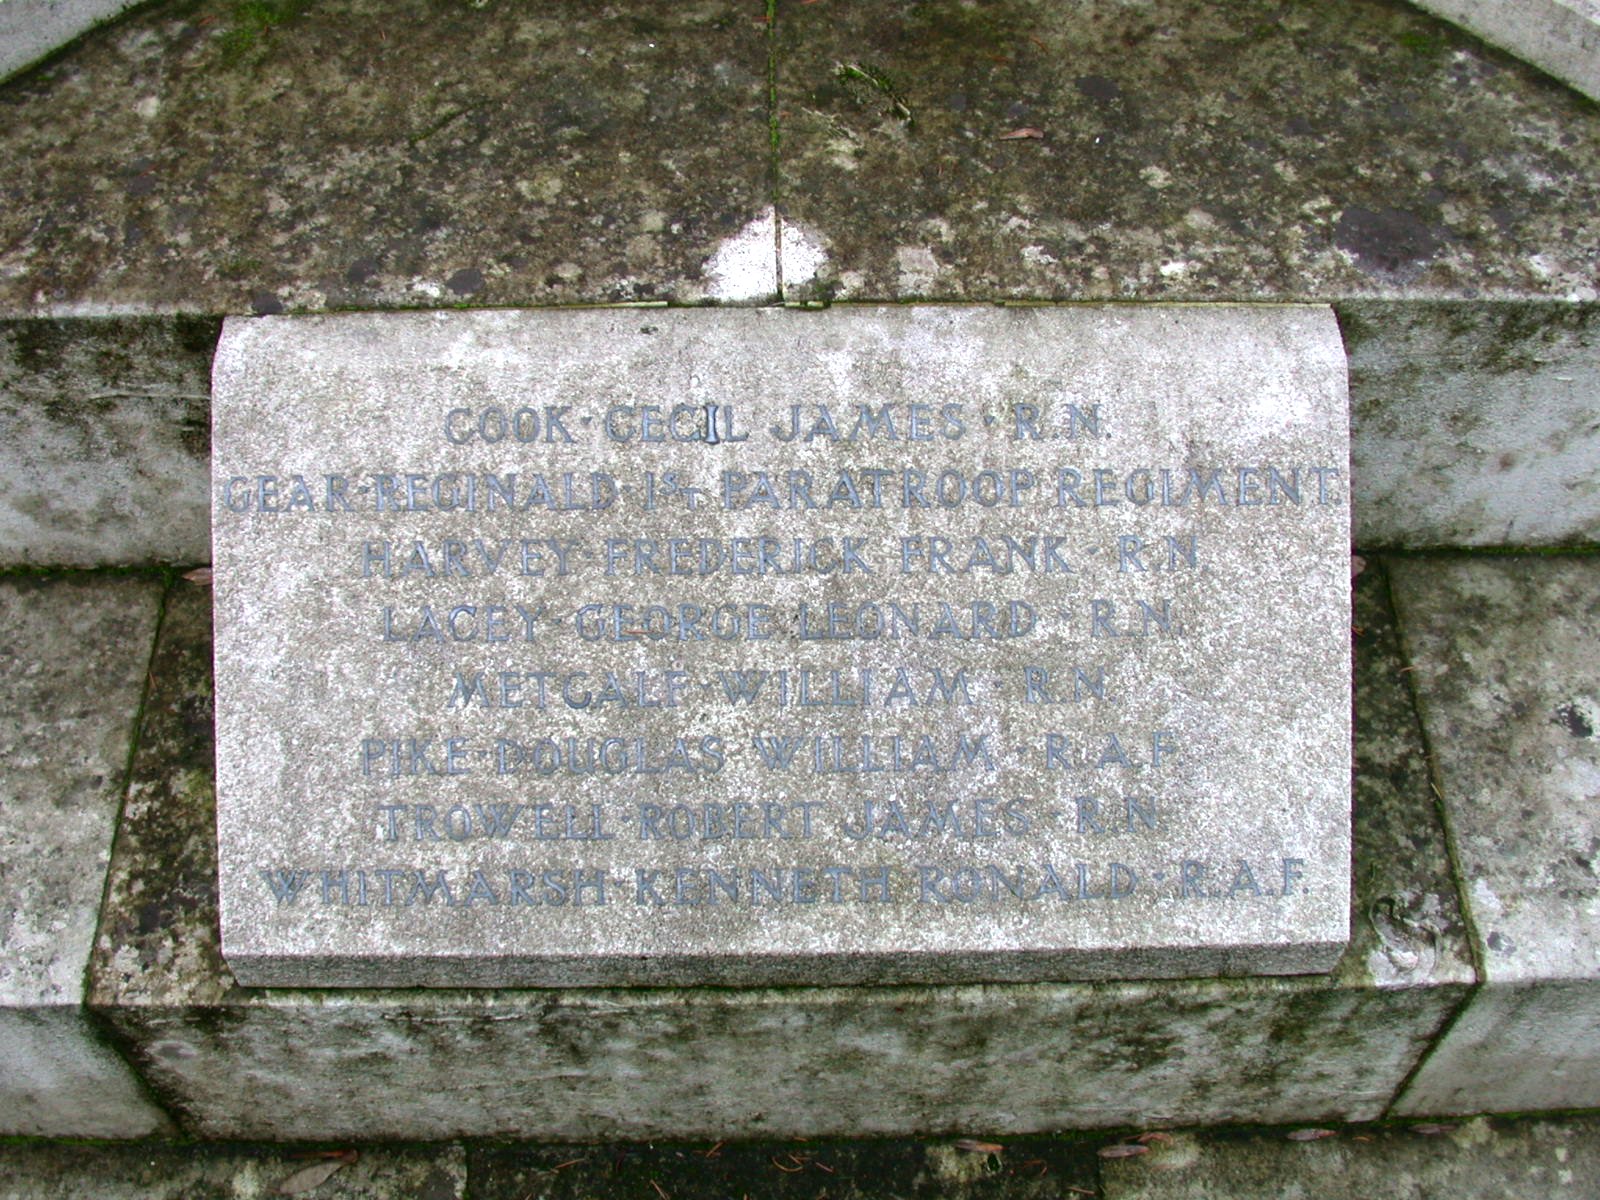 COOK · CECIL JAMES · R.N.
GEAR · REGINALD · 1ST PARATROOP REGIMENT.
HARVEY · FREDERICK FRANK · R.N.
LACEY · GEORGE LEONARD · R.N.
METCALF · WILLIAM · R.N.
PIKE · DOUGLAS WILLIAM · R.A.F.
TROWELL · ROBERT JAMES · R.N.
WHITMARSH · KENNETH RONALD · R.A.F.